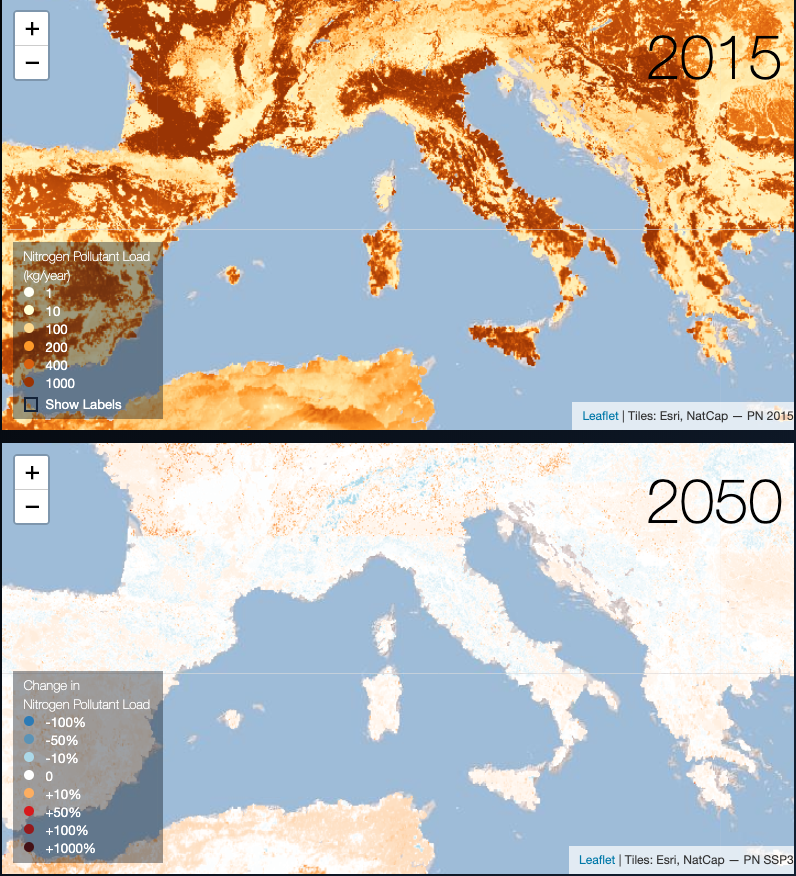 +
−
2015
Nitrogen Pollutant Load
(kg/year)
1
10
100
200
400
1000
Show Labels
Leaflet | Tiles: Esri, NatCap — PN 2015
+
−
2050
Change in
Nitrogen Pollutant Load
-100%
-50%
-10%
0
+10%
+50%
+100%
+1000%
Leaflet | Tiles: Esri, NatCap — PN SSP3